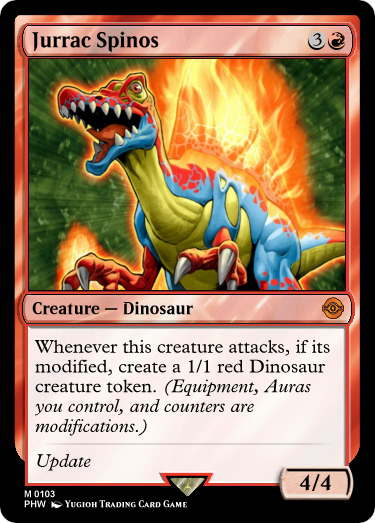 Jurrac Spinos 3
Creature — Dinosaur
Whenever this creature attacks, if its
modified, create a 1/1 red Dinosaur
creature token. (Equipment, Auras
you control, and counters are
modifications.)
Update
4/4
M 0103
PHW Yugioh Trading Card Game